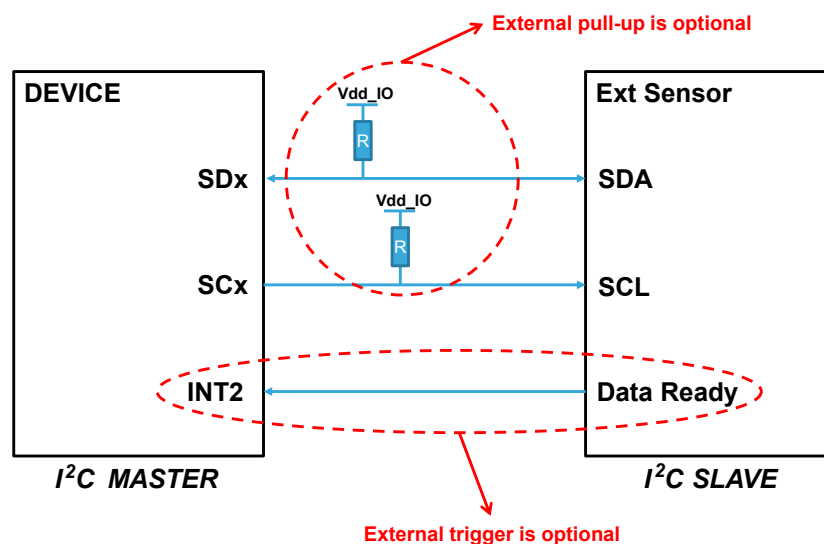 External pull-up is optional
DEVICE
Ext Sensor
Vdd_IO
R
SDx
SDA
Vdd_IO
R
SCx
SCL
INT2
Data Ready
I²C MASTER
I²C SLAVE
External trigger is optional